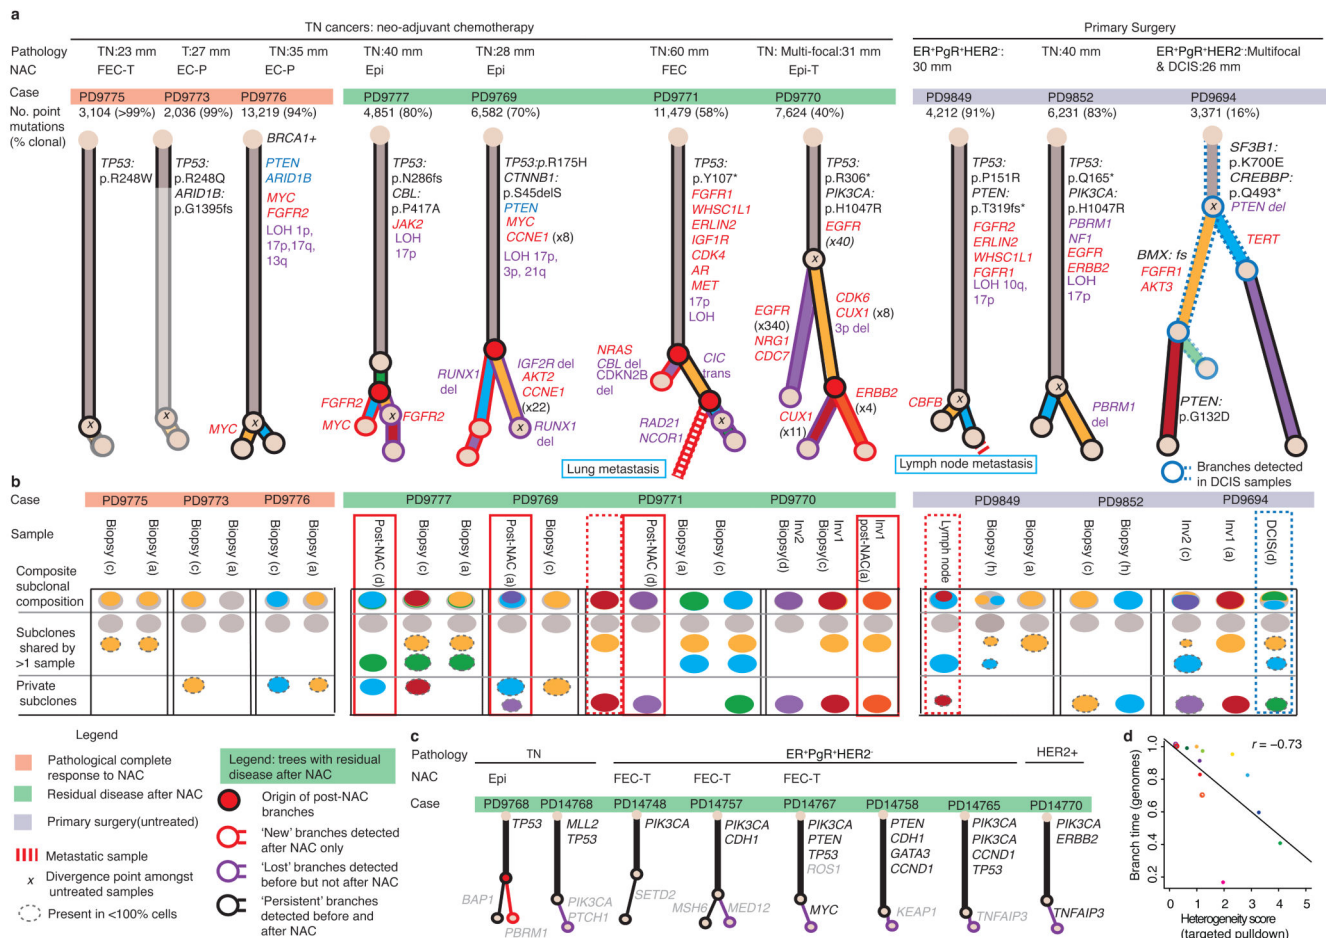 a
TN cancers: neo-adjuvant chemotherapy
Primary Surgery
Pathology
TN:23 mm
T:27 mm
TN:35 mm
TN:40 mm
TN:28 mm
TN:60 mm
TN: Multi-focal:31 mm
ER+PgR+HER2-:
30 mm
TN:40 mm
ER+PgR+HER2-:Multifocal
& DCIS:26mm
NAC
FEC-T
EC-P
EC-P
Epi
Epi
FEC
Epi-T
Case
PD9775
PD9773
PD9776
PD9777
PD9769
PD9771
PD9770
PD9849
PD9852
PD9694
No. point
mutations
(% clonal)
3,104 (>99%)
2,036 (99%)
13,219 (94%)
4,851 (80%)
6,582 (70%)
11,479 (58%)
7,624 (40%)
4,212 (91%)
6,231 (83%)
3,371 (16%)
TP53:
p.R248W
x
TP53:
p.R248Q
ARID1B:
p.G1395fs
x
BRCA1+
PTEN
ARID1B
MYC
FGFR2
LOH 1p,
17p,17q,
13q
MYC
x
TP53:
p.N286fs
CBL:
p.P417A
JAK2
LOH
17p
FGFR2
MYC
x
FGFR2
TP53:p.R175H
CTNNB1:
p.S45delS
PTEN
MYC
CCNE1 (x8)
LOH 17p,
3p, 21q
RUNX1
del
IGF2R del
AKT2
CCNE1
(x22)
x
RUNX1
del
TP53:
p.Y107*
FGFR1
WHSC1L1
ERLIN2
IGF1R
CDK4
AR
MET
17p
LOH
NRAS
CBL del
CDKN2B
del
CIC
trans
RAD21
NCOR1
x
Lung metastasis
TP53:
p.R306*
PIK3CA:
p.H1047R
EGFR
(x40)
x
EGFR
(x340)
NRG1
CDC7
CDK6
CUX1 (x8)
3p del
CUX1
(x11)
ERBB2
(x4)
TP53:
p.P151R
PTEN:
p.T319fs*
FGFR2
ERLIN2
WHSC1L1
FGFR1
LOH 10q,
17p
CBFB
x
Lymph node metastasis
TP53:
p.Q165*
PIK3CA:
p.H1047R
PBRM1
NF1
EGFR
ERBB2
LOH
17p
x
PBRM1
del
SF3B1:
p.K700E
CREBBP:
p.Q493*
PTEN del
x
TERT
BMX: fs
FGFR1
AKT3
PTEN:
p.G132D
Branches detected
in DCIS samples
b
Case
PD9775
PD9773
PD9776
PD9777
PD9769
PD9771
PD9770
PD9849
PD9852
PD9694
Sample
Biopsy (c)
Biopsy (a)
Biopsy (c)
Biopsy (a)
Biopsy (c)
Biopsy (a)
Post-NAC (d)
Biopsy (c)
Biopsy (a)
Post-NAC (a)
Biopsy (c)
Post-NAC (d)
Biopsy (a)
Biopsy (c)
Inv2
Biopsy(d)
Inv1
Biopsy(c)
Inv1
post-NAC(a)
Lymph node
Biopsy (h)
Biopsy (a)
Biopsy (c)
Biopsy (h)
Inv2 (c)
Inv1 (a)
DCIS(d)
Composite
subclonal
composition
Subclones
shared by
>1 sample
Private
subclones
Legend
Pathological complete
response to NAC
Residual disease after NAC
Primary surgery(untreated)
Metastatic sample
x
Divergence point amongst
untreated samples
Present in <100% cells
Legend: trees with residual
disease after NAC
Origin of post-NAC
branches
'New' branches detected
after NAC only
'Lost' branches detected
before but not after NAC
'Persistent' branches
detected before and
after NAC
c
Pathology
TN
ER+PgR+HER2-
HER2+
NAC
Epi
FEC-T
FEC-T
FEC-T
Case
PD9768
PD14768
PD14748
PD14757
PD14767
PD14758
PD14765
PD14770
TP53
BAP1
PBRM1
MLL2
TP53
PIK3CA
PTCH1
PIK3CA
SETD2
PIK3CA
CDH1
MSH6
MED12
PIK3CA
PTEN
TP53
ROS1
MYC
PTEN
CDH1
GATA3
CCND1
KEAP1
PIK3CA
PIK3CA
CCND1
TP53
TNFAIP3
PIK3CA
ERBB2
TNFAIP3
d
r = −0.73
Branch time (genomes)
1.0
0.8
0.6
0.4
0.2
0
1
2
3
4
5
Heterogeneity score
(targeted pulldown)